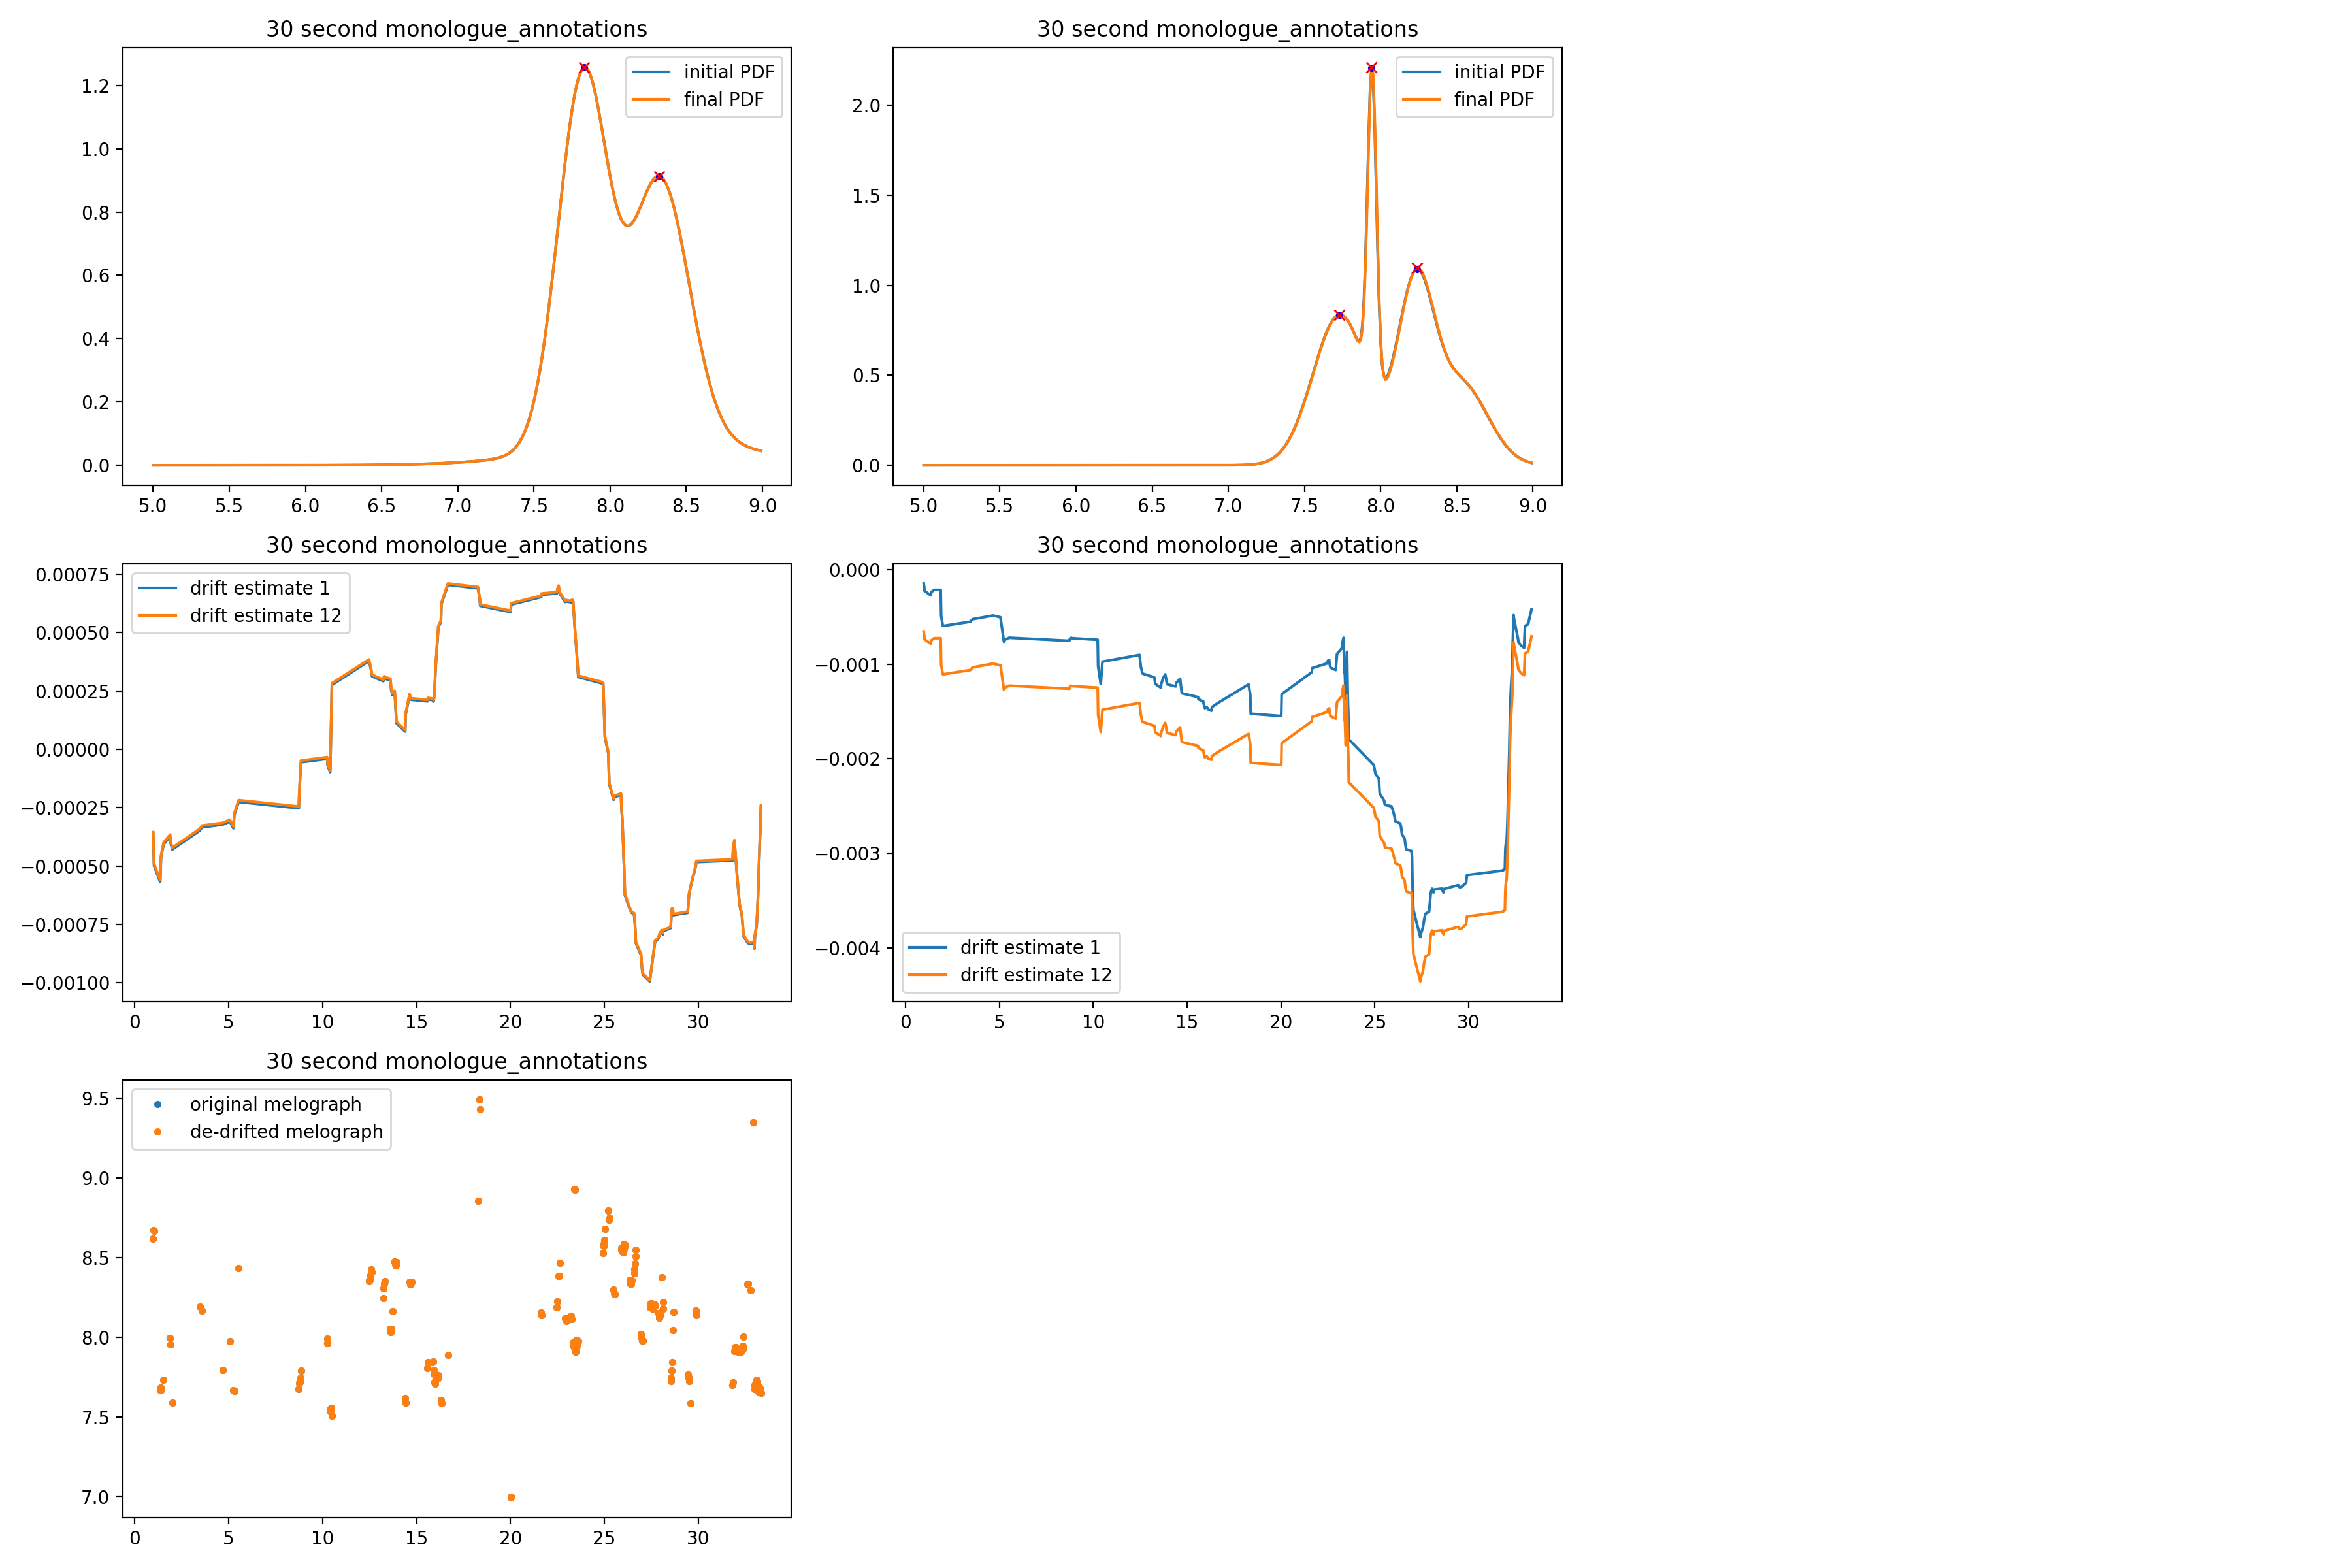 30 second monologue_annotations
initial PDF
final PDF
1.2
1.0
0.8
0.6
0.4
0.2
0.0
5.0 5.5 6.0 6.5 7.0 7.5 8.0 8.5 9.0
30 second monologue_annotations
initial PDF
final PDF
2.0
1.5
1.0
0.5
0.0
5.0 5.5 6.0 6.5 7.0 7.5 8.0 8.5 9.0
30 second monologue_annotations
drift estimate 1
drift estimate 12
0.00075
0.00050
0.00025
0.00000
−0.00025
−0.00050
−0.00075
−0.00100
0 5 10 15 20 25 30
30 second monologue_annotations
0.000
−0.001
−0.002
−0.003
−0.004
drift estimate 1
drift estimate 12
0 5 10 15 20 25 30
30 second monologue_annotations
original melograph
de-drifted melograph
9.5
9.0
8.5
8.0
7.5
7.0
0 5 10 15 20 25 30